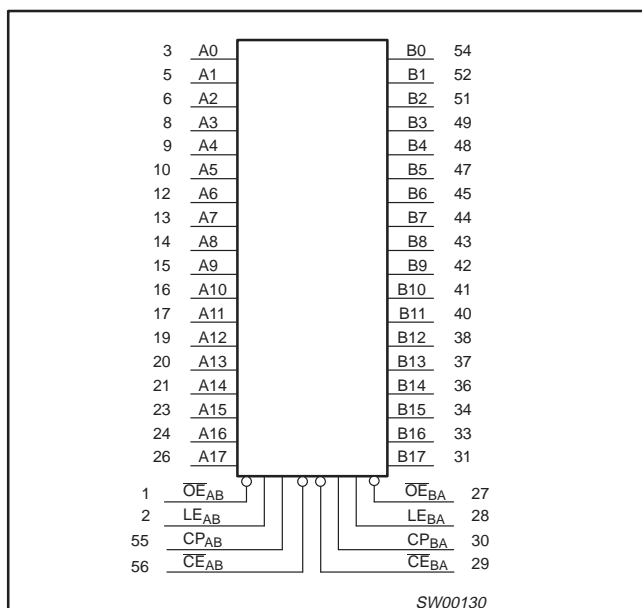 3 A0 B0 54
5 A1 B1 52
6 A2 B2 51
8 A3 B3 49
9 A4 B4 48
10 A5 B5 47
12 A6 B6 45
13 A7 B7 44
14 A8 B8 43
15 A9 B9 42
16 A10 B10 41
17 A11 B11 40
19 A12 B12 38
20 A13 B13 37
21 A14 B14 36
23 A15 B15 34
24 A16 B16 33
26 A17 B17 31
1 O̅E̅AB O̅E̅BA 27
2 LEAB LEBA 28
55 CPAB CPBA 30
56 C̅E̅AB C̅E̅BA 29
SW00130